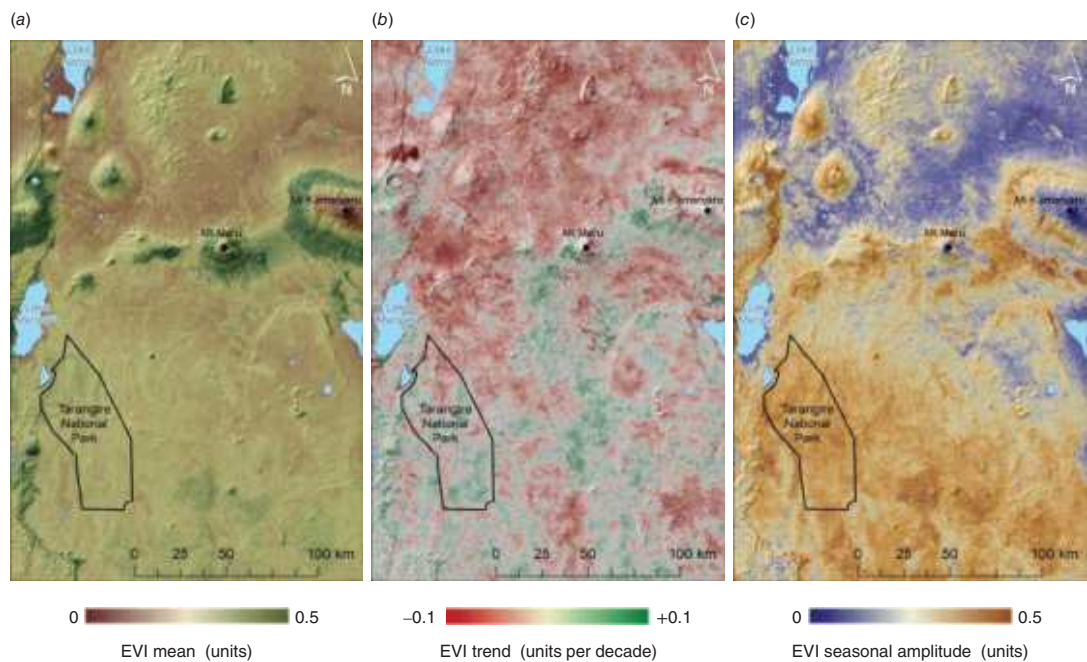 (a)
(b)
(c)
Lake
N
Mt Meru
Tarangire
National
Park
0 25 50 100 km
Lake
N
Mt Meru
Tarangire
National
Park
0 25 50 100 km
N
Mt Meru
Tarangire
National
Park
0 25 50 100 km
0 0.5
EVI mean (units)
−0.1 +0.1
EVI trend (units per decade)
0 0.5
EVI seasonal amplitude (units)